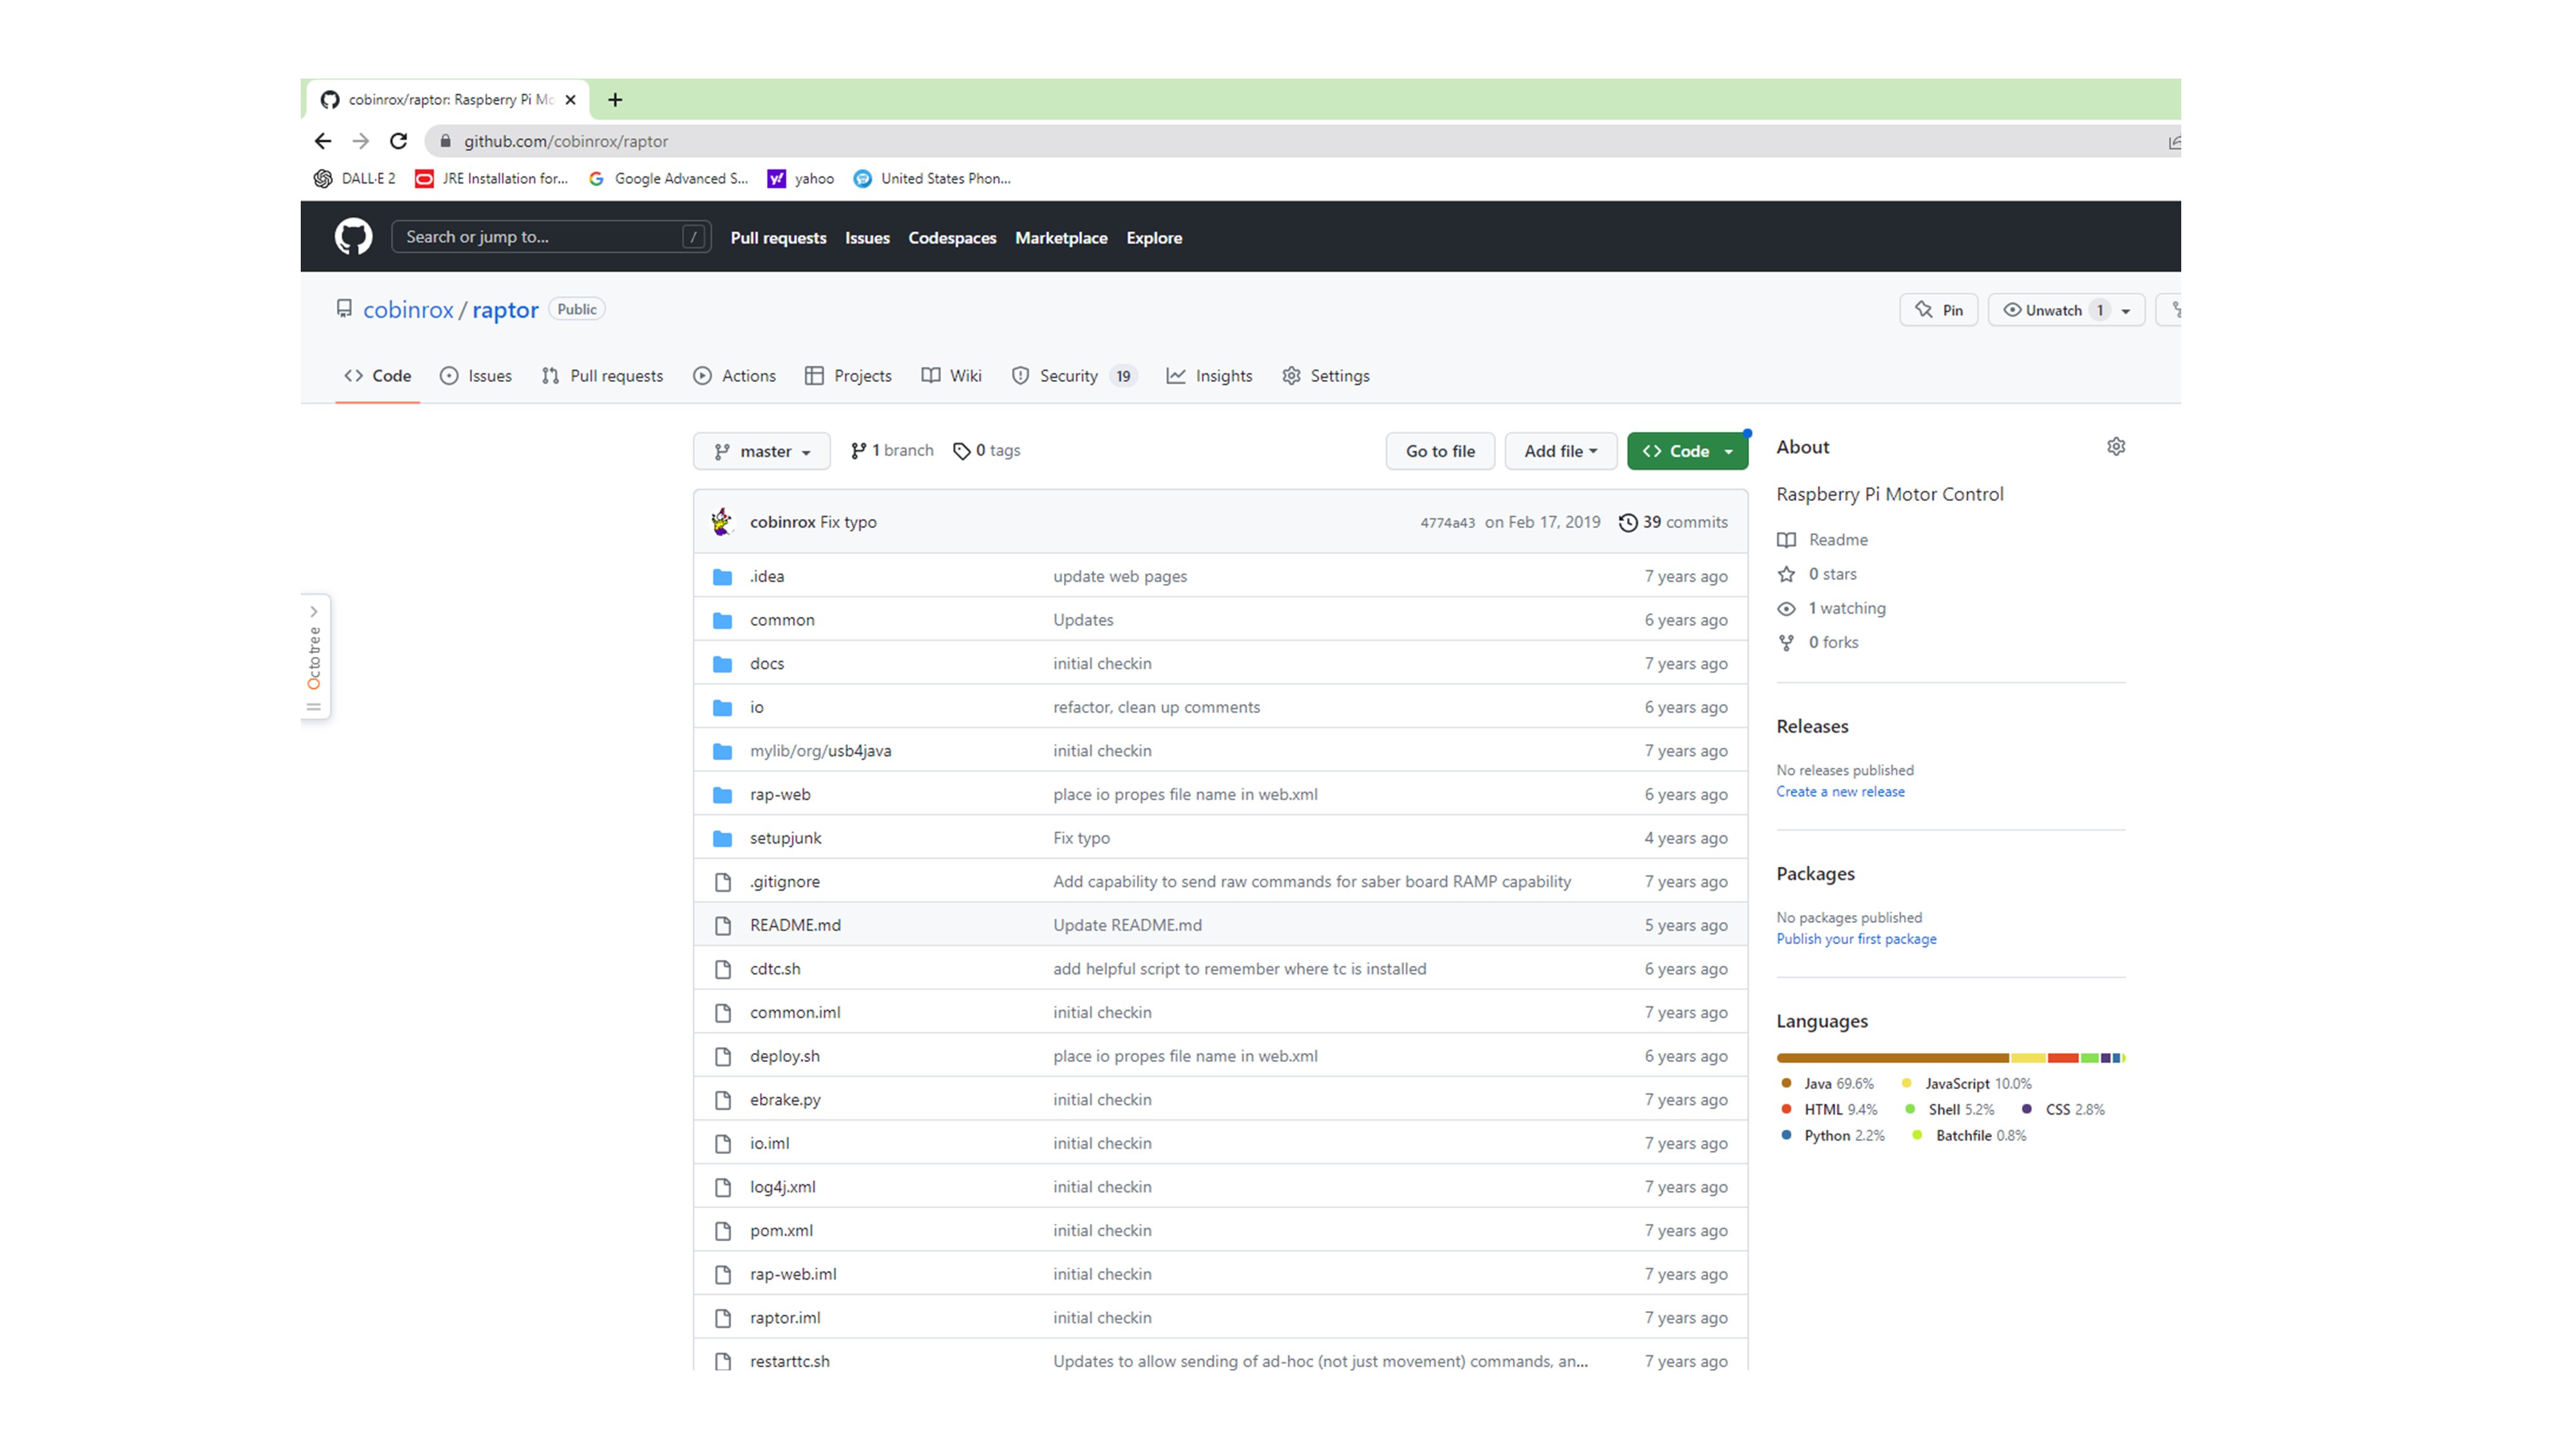 cobinrox/raptor: Raspberry Pi Mo
github.com/cobinrox/raptor
DALL·E 2 JRE Installation for... Google Advanced S... yahoo United States Phon...
Search or jump to... / Pull requests Issues Codespaces Marketplace Explore
cobinrox / raptor Public Pin Unwatch 1
Code Issues Pull requests Actions Projects Wiki Security 19 Insights Settings
master 1 branch 0 tags Go to file Add file Code
cobinrox Fix typo 4774a43 on Feb 17, 2019 39 commits
.idea update web pages 7 years ago
common Updates 6 years ago
docs initial checkin 7 years ago
io refactor, clean up comments 6 years ago
mylib/org/usb4java initial checkin 7 years ago
rap-web place io propes file name in web.xml 6 years ago
setupjunk Fix typo 4 years ago
.gitignore Add capability to send raw commands for saber board RAMP capability 7 years ago
README.md Update README.md 5 years ago
cdtc.sh add helpful script to remember where tc is installed 6 years ago
common.iml initial checkin 7 years ago
deploy.sh place io propes file name in web.xml 6 years ago
ebrake.py initial checkin 7 years ago
io.iml initial checkin 7 years ago
log4j.xml initial checkin 7 years ago
pom.xml initial checkin 7 years ago
rap-web.iml initial checkin 7 years ago
raptor.iml initial checkin 7 years ago
restarttc.sh Updates to allow sending of ad-hoc (not just movement) commands, an... 7 years ago
About
Raspberry Pi Motor Control
Readme
0 stars
1 watching
0 forks
Releases
No releases published
Create a new release
Packages
No packages published
Publish your first package
Languages
Java 69.6% JavaScript 10.0%
HTML 9.4% Shell 5.2% CSS 2.8%
Python 2.2% Batchfile 0.8%
Octotree